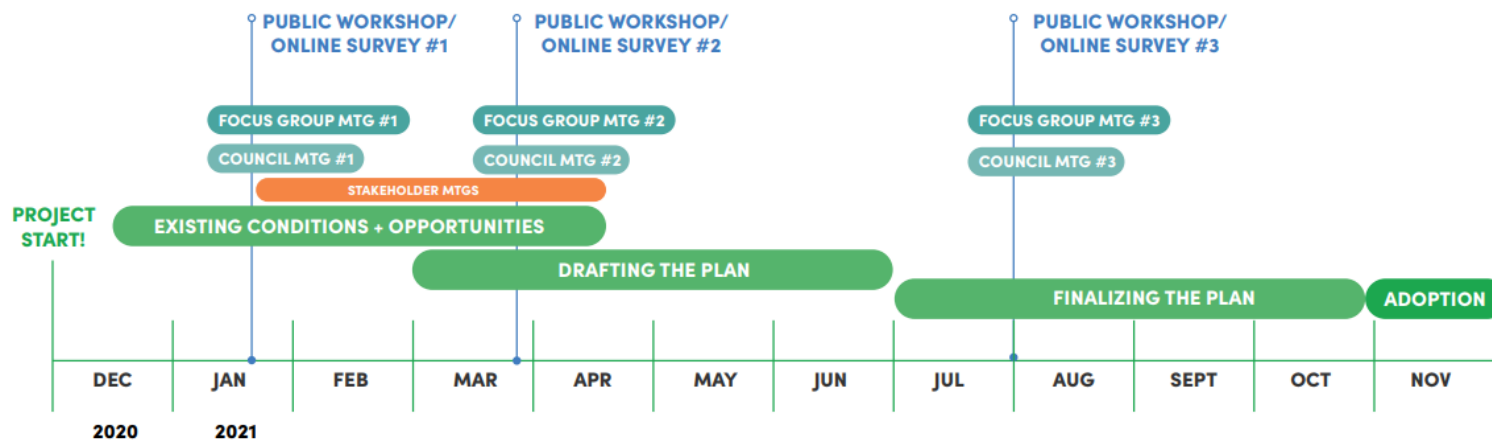 PUBLIC WORKSHOP/
ONLINE SURVEY #1
PUBLIC WORKSHOP/
ONLINE SURVEY #2
PUBLIC WORKSHOP/
ONLINE SURVEY #3
FOCUS GROUP MTG #1
FOCUS GROUP MTG #2
FOCUS GROUP MTG #3
COUNCIL MTG #1
COUNCIL MTG #2
COUNCIL MTG #3
STAKEHOLDER MTGS
PROJECT
START!
EXISTING CONDITIONS + OPPORTUNITIES
DRAFTING THE PLAN
FINALIZING THE PLAN
ADOPTION
DEC
JAN
FEB
MAR
APR
MAY
JUN
JUL
AUG
SEPT
OCT
NOV
2020
2021